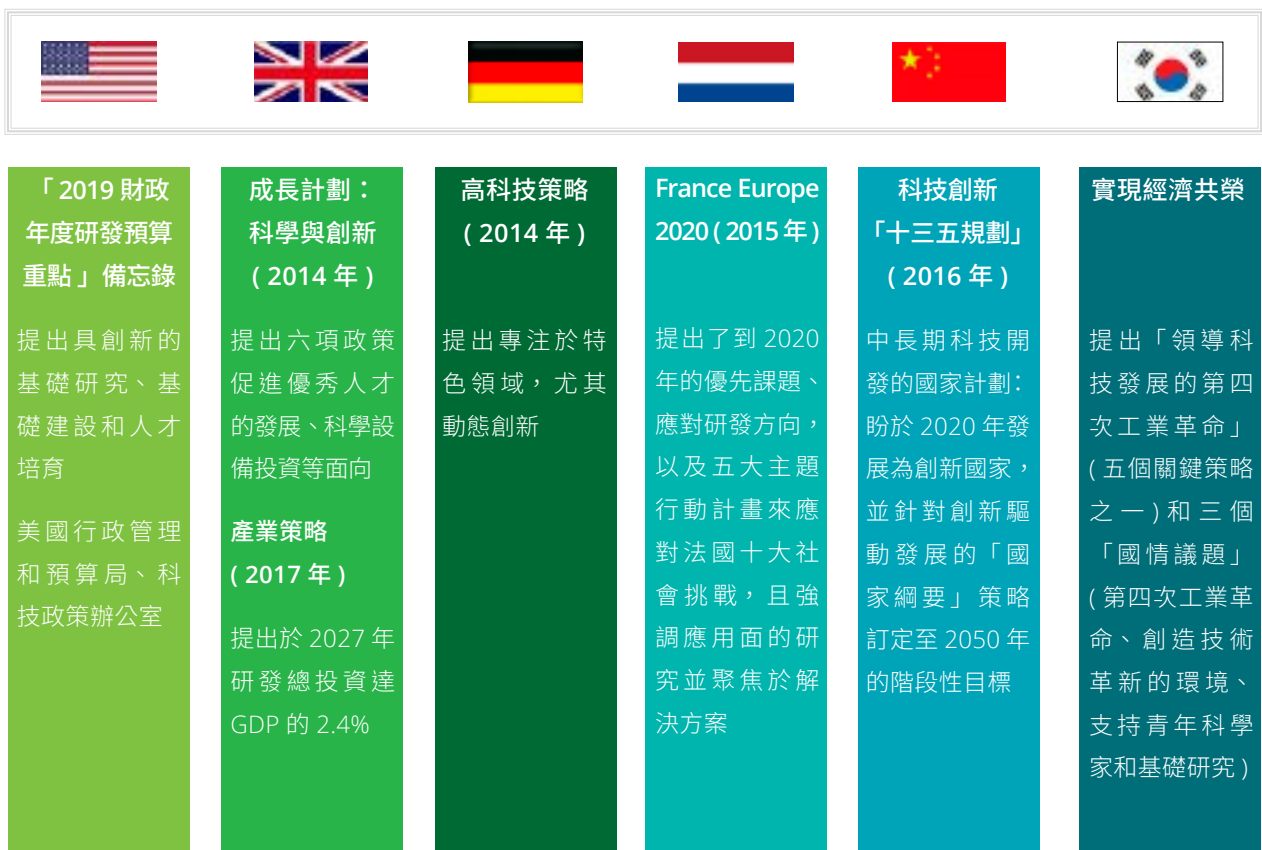 「 2019 財政
年度研發預算
重點 」備忘錄
提出具創新的
基礎研究、基
礎建設和人才
培育
美國行政管理
和預算局、科
技政策辦公室
成長計劃：
科學與創新
( 2014 年 )
提出六項政策
促進優秀人才
的發展、科學設
備投資等面向
產業策略
( 2017 年 )
提出於 2027 年
研發總投資達
GDP 的 2.4%
高科技策略
( 2014 年 )
提出專注於特
色領域，尤其
動態創新
France Europe
2020 ( 2015 年 )
提出了到 2020
年的優先課題、
應對研發方向，
以及五大主題
行動計畫來應
對法國十大社
會挑戰，且強
調應用面的研
究並聚焦於解
決方案
科技創新
「十三五規劃」
( 2016 年 )
中長期科技開
發的國家計劃：
盼於 2020 年發
展為創新國家，
並針對創新驅
動發展的「國
家綱要」策略
訂定至 2050 年
的階段性目標
實現經濟共榮
提出「領導科
技發展的第四
次工業革命」
( 五個關鍵策略
之一 ) 和三個
「國情議題」
( 第四次工業革
命、創造技術
革新的環境、
支持青年科學
家和基礎研究 )